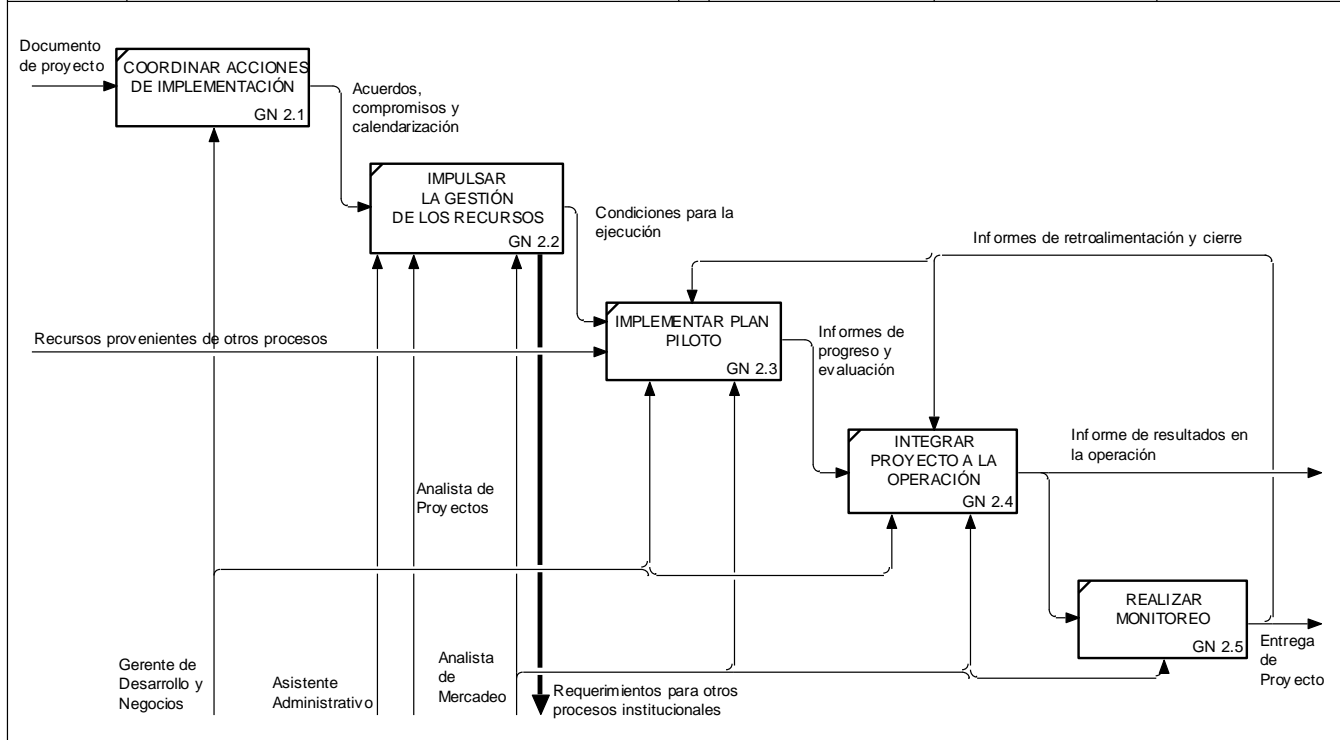 Documento
de proyecto
COORDINAR ACCIONES
DE IMPLEMENTACIÓN
GN 2.1
Acuerdos,
compromisos y
calendarización
IMPULSAR
LA GESTIÓN
DE LOS RECURSOS
GN 2.2
Condiciones para la
ejecución
Informes de retroalimentación y cierre
Recursos provenientes de otros procesos
IMPLEMENTAR PLAN
PILOTO
GN 2.3
Informes de
progreso y
evaluación
INTEGRAR
PROYECTO A LA
OPERACIÓN
GN 2.4
Informe de resultados en
la operación
Analista de
Proyectos
REALIZAR
MONITOREO
GN 2.5
Entrega
de
Proyecto
Gerente de
Desarrollo y
Negocios
Asistente
Administrativo
Analista
de
Mercadeo
Requerimientos para otros
procesos institucionales